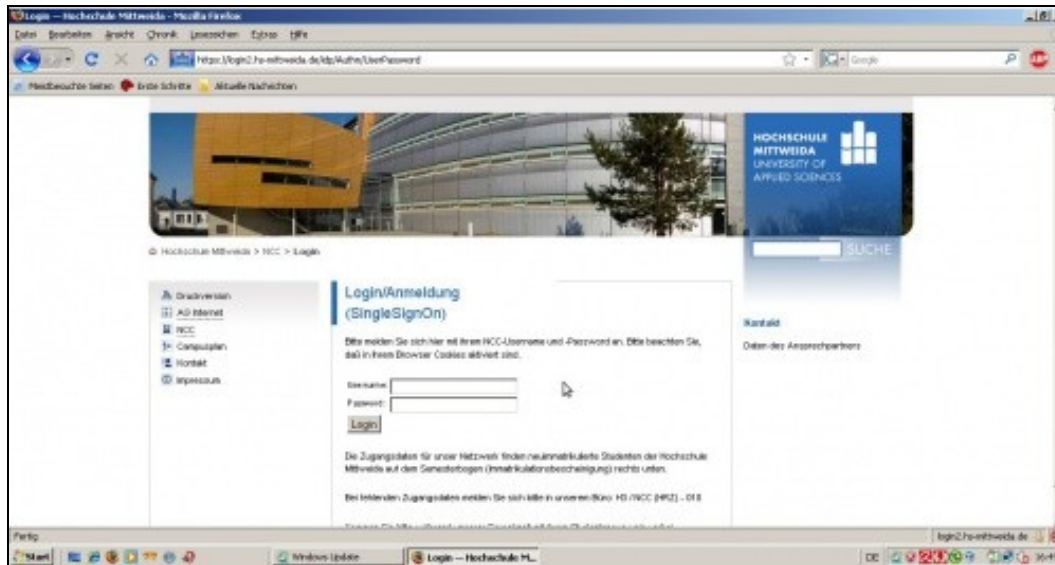 Login — Hochschule Mittweida - Mozilla Firefox
Datei Bearbeiten Ansicht Chronik Lesezeichen Extras Hilfe
https://login2.hs-mittweida.de/idp/Authn/UserPassword
Google
Meistbesuchte Seiten Erste Schritte Aktuelle Nachrichten
HOCHSCHULE
MITTWEIDA
UNIVERSITY OF
APPLIED SCIENCES
SUCHE
Hochschule Mittweida > NCC > Login
Druckversion
AG Internet
NCC
Campusplan
Kontakt
Impressum
Login/Anmeldung
(SingleSignOn)
Bitte melden Sie sich hier mit Ihrem NCC-Username und -Password an. Bitte beachten Sie,
daß in Ihrem Browser Cookies aktiviert sind.
Username:
Password:
Login
Die Zugangsdaten für unser Netzwerk finden neuimmatrikulierte Studenten der Hochschule
Mittweida auf dem Semesterbogen (Immatrikulationsbescheinigung) rechts unten.
Bei fehlenden Zugangsdaten melden Sie sich bitte in unserem Büro: H3 /NCC (HRZ) - 010
Kontakt
Daten des Ansprechpartners
Fertig
login2.hs-mittweida.de
Start
Windows Update
Login — Hochschule M...
DE